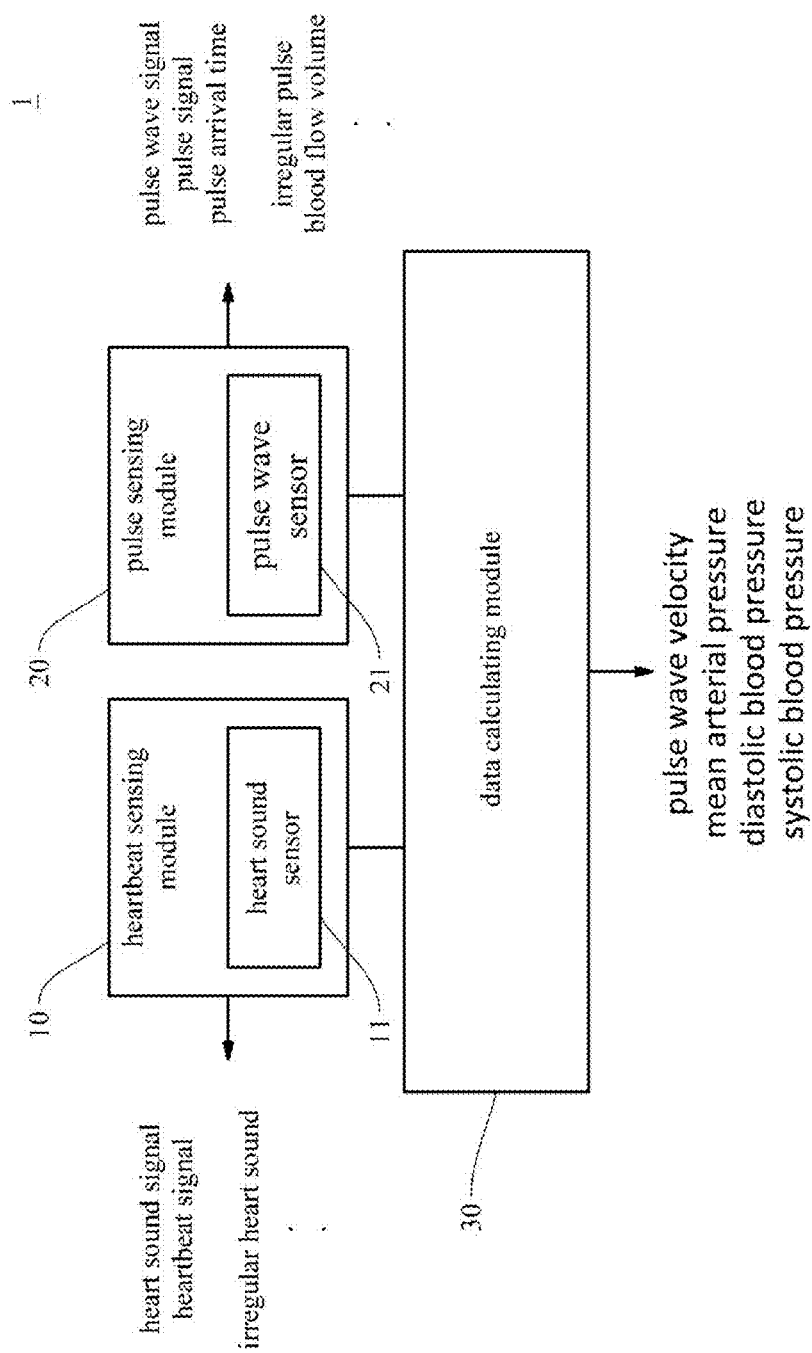 1
heart sound signal
heartbeat signal
irregular heart sound
10
heartbeat sensing
module
heart sound
sensor
11
20
pulse sensing
module
pulse wave
sensor
21
pulse wave signal
pulse signal
pulse arrival time
irregular pulse
blood flow volume
30
data calculating module
pulse wave velocity
mean arterial pressure
diastolic blood pressure
systolic blood pressure